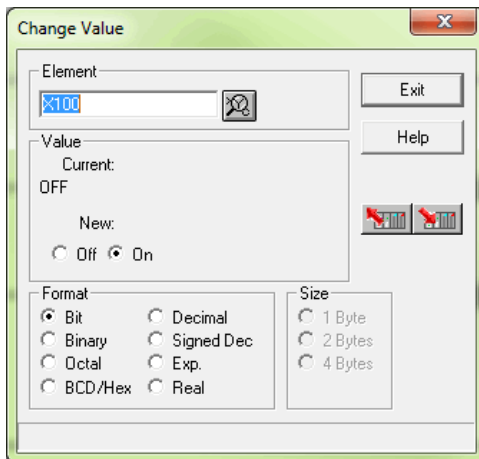 Change Value
Element
X100
Exit
Help
Value
Current:
OFF
New:
Off On
Format
Bit Decimal
Binary Signed Dec
Octal Exp.
BCD/Hex Real
Size
1 Byte
2 Bytes
4 Bytes